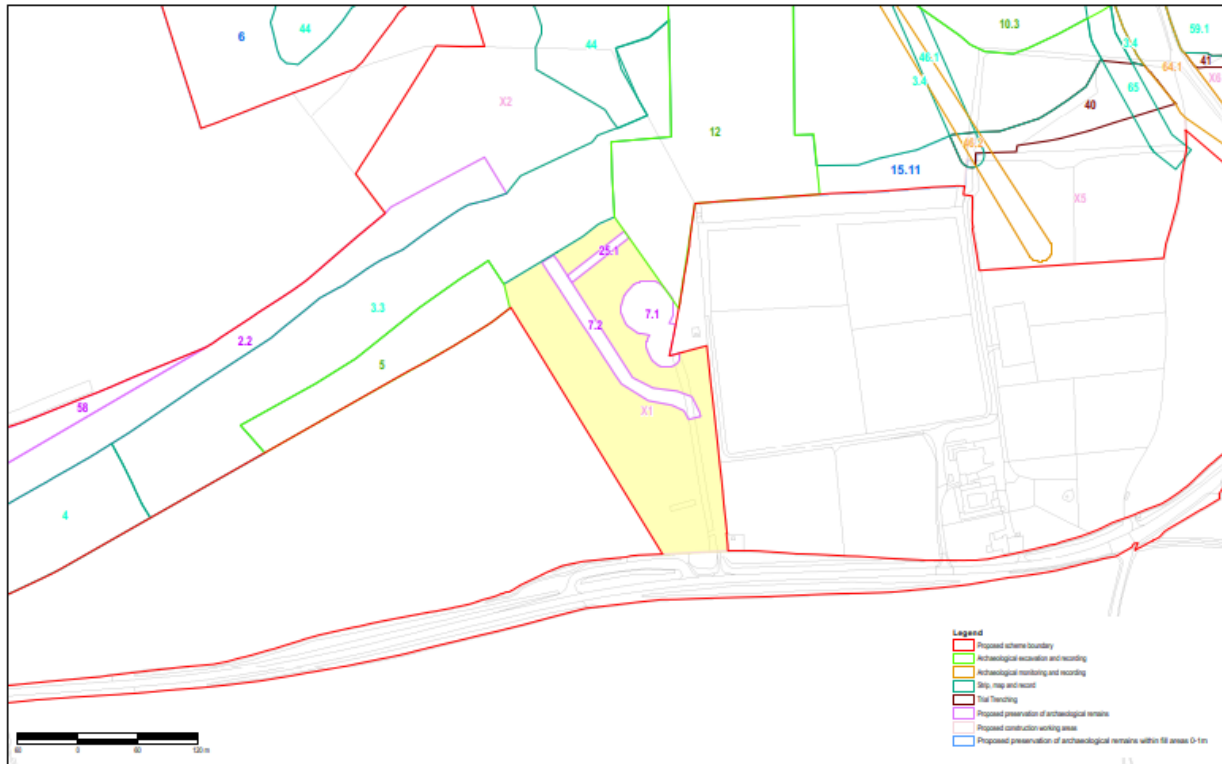 6
44
44
10.3
59.1
3.4
41
64.1
X6
46.1
3.4
65
X2
40
12
46.2
15.11
X5
25.1
3.3
7.1
7.2
2.2
5
58
X1
4
Legend
Proposed scheme boundary
Archaeological excavation and recording
Archaeological monitoring and recording
Strip, map and record
Trial Trenching
Proposed preservation of archaeological remains
Proposed construction working areas
Proposed preservation of archaeological remains within fill areas 0-1m
60 0 60 120 m